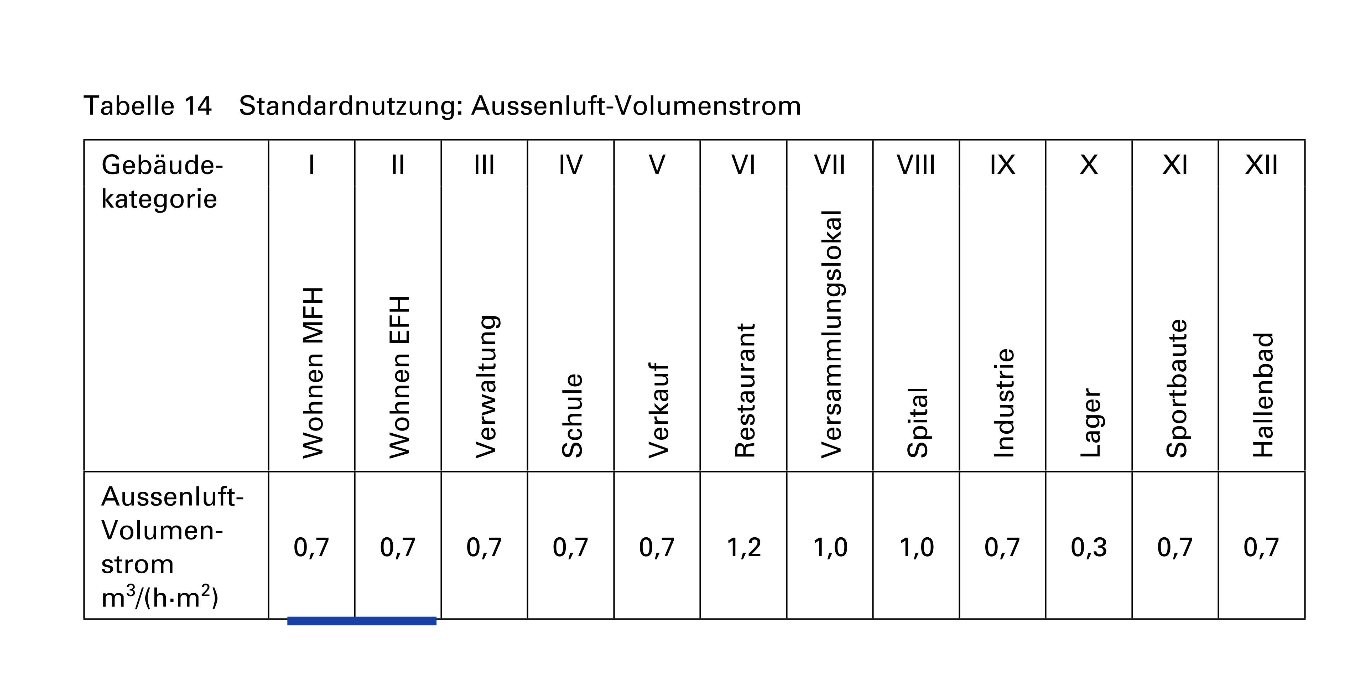 Tabelle 14 Standardnutzung: Aussenluft-Volumenstrom
Gebäude-
kategorie
I II III IV V VI VII VIII IX X XI XII
Wohnen MFH
Wohnen EFH
Verwaltung
Schule
Verkauf
Restaurant
Versammlungslokal
Spital
Industrie
Lager
Sportbaute
Hallenbad
Aussenluft-
Volumen-
strom
m³/(h·m²)
0,7 0,7 0,7 0,7 0,7 1,2 1,0 1,0 0,7 0,3 0,7 0,7